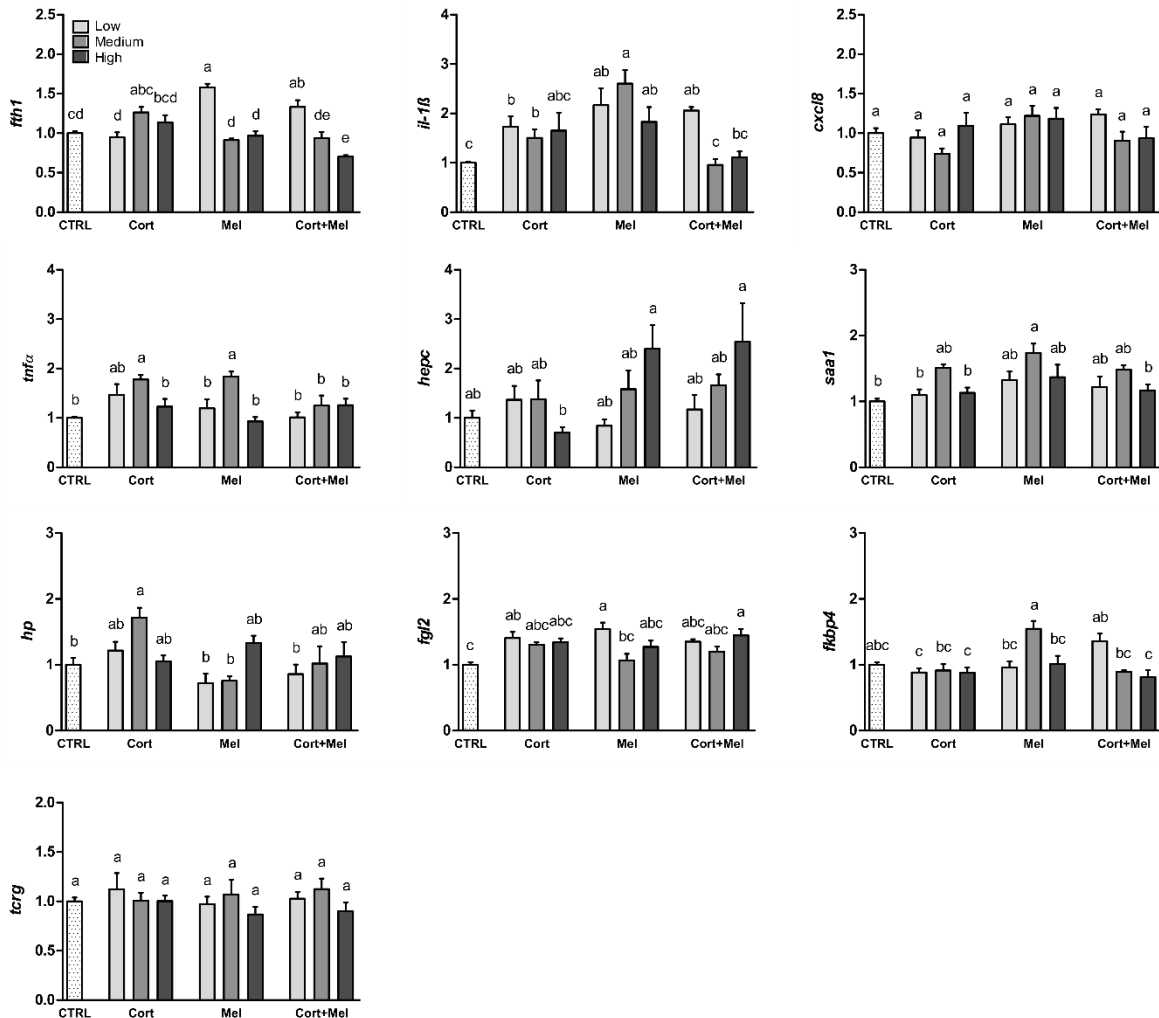 fth1
2.5
2.0
1.5
1.0
0.5
0.0
Low
Medium
High
cd
d
abc
bcd
a
d
d
ab
de
e
CTRL
Cort
Mel
Cort+Mel
il-1ß
4
3
2
1
0
c
b
b
abc
ab
a
ab
ab
c
bc
CTRL
Cort
Mel
Cort+Mel
cxcl8
2.5
2.0
1.5
1.0
0.5
0.0
a
a
a
a
a
a
a
a
a
a
CTRL
Cort
Mel
Cort+Mel
tnfα
4
3
2
1
0
b
ab
a
b
b
a
b
b
b
b
CTRL
Cort
Mel
Cort+Mel
hepc
4
3
2
1
0
ab
ab
ab
b
ab
ab
a
ab
ab
a
CTRL
Cort
Mel
Cort+Mel
saa1
3
2
1
0
b
b
ab
b
ab
a
ab
ab
ab
b
CTRL
Cort
Mel
Cort+Mel
hp
3
2
1
0
b
ab
a
ab
b
b
ab
b
ab
ab
CTRL
Cort
Mel
Cort+Mel
fgl2
3
2
1
0
c
ab
abc
abc
a
bc
abc
abc
abc
a
CTRL
Cort
Mel
Cort+Mel
fkbp4
3
2
1
0
abc
c
bc
c
bc
a
bc
ab
bc
c
CTRL
Cort
Mel
Cort+Mel
tcrg
2.0
1.5
1.0
0.5
0.0
a
a
a
a
a
a
a
a
a
a
CTRL
Cort
Mel
Cort+Mel